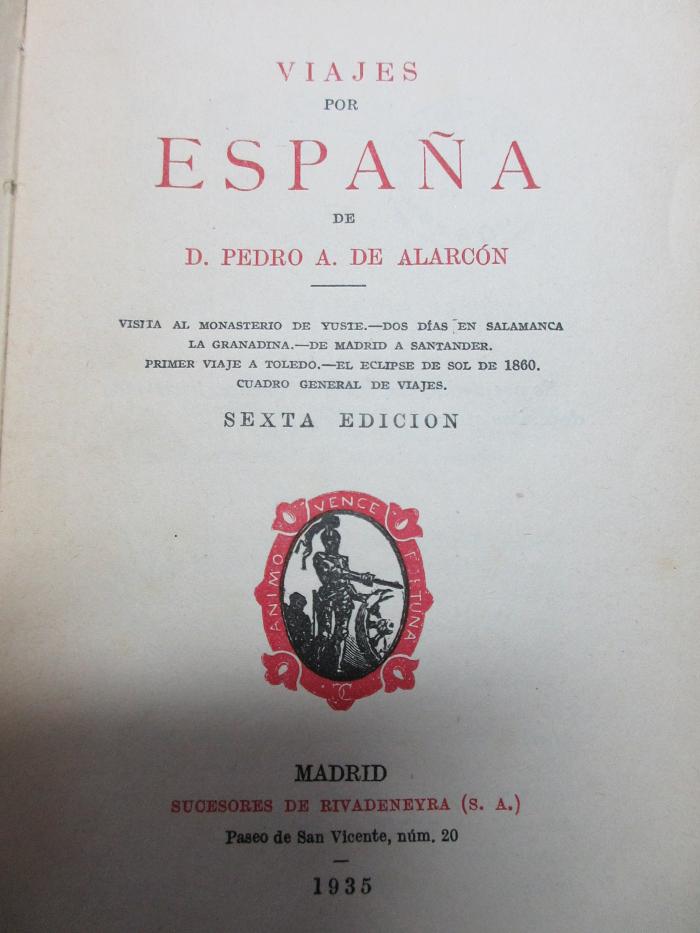 VIAJES
POR
ESPAÑA
DE
D. PEDRO A. DE ALARCÓN
VISITA AL MONASTERIO DE YUSTE.—DOS DÍAS EN SALAMANCA
LA GRANADINA.—DE MADRID A SANTANDER.
PRIMER VIAJE A TOLEDO.—EL ECLIPSE DE SOL DE 1860.
CUADRO GENERAL DE VIAJES.
SEXTA EDICION
ANIMO VENCE FORTUNA
MADRID
SUCESORES DE RIVADENEYRA (S. A.)
Paseo de San Vicente, núm. 20
—
1935